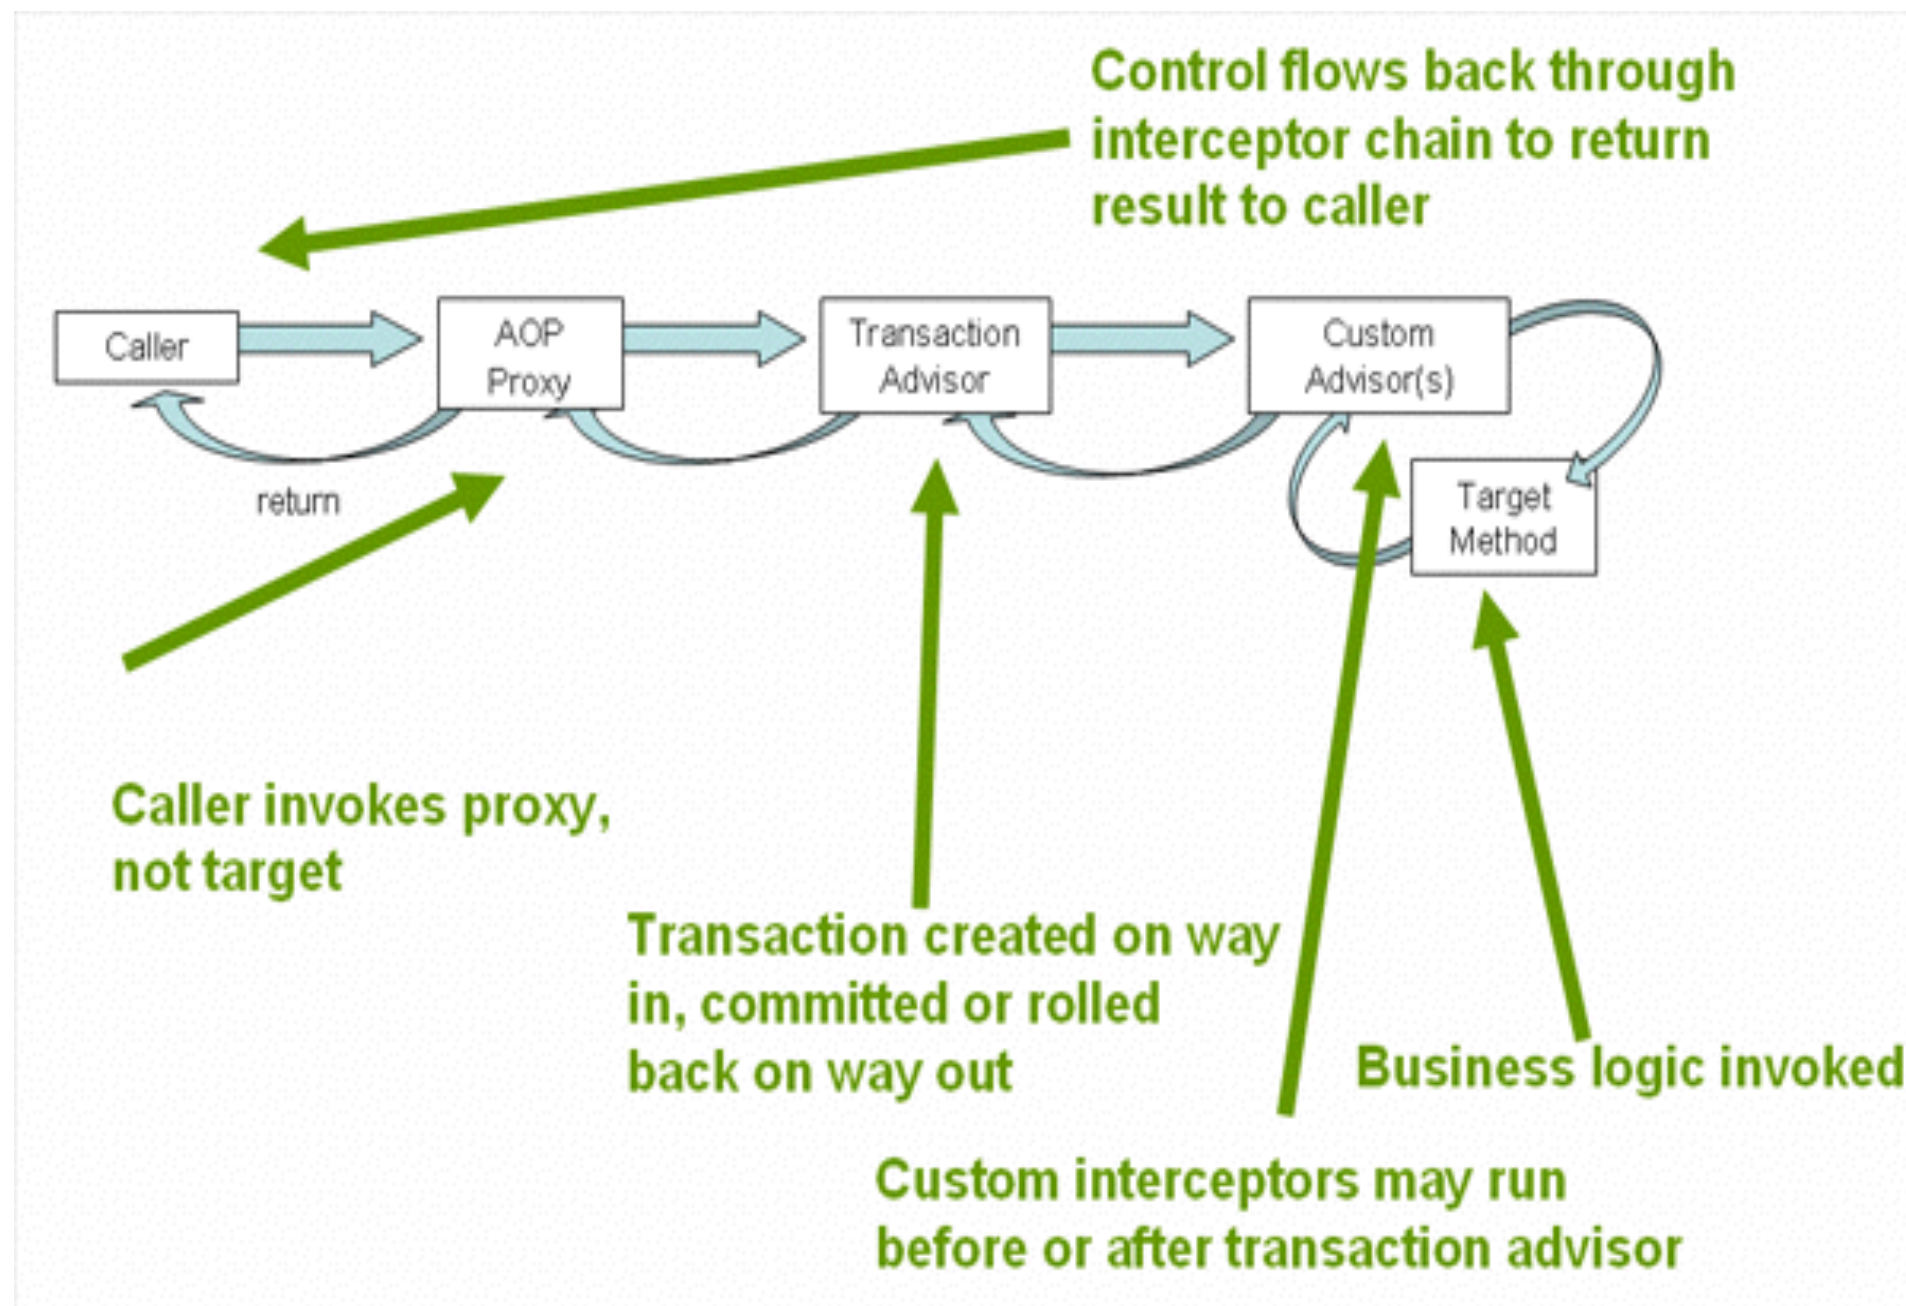 Control flows back through
interceptor chain to return
result to caller
Caller
AOP
Proxy
Transaction
Advisor
Custom
Advisor(s)
return
Target
Method
Caller invokes proxy,
not target
Transaction created on way
in, committed or rolled
back on way out
Business logic invoked
Custom interceptors may run
before or after transaction advisor